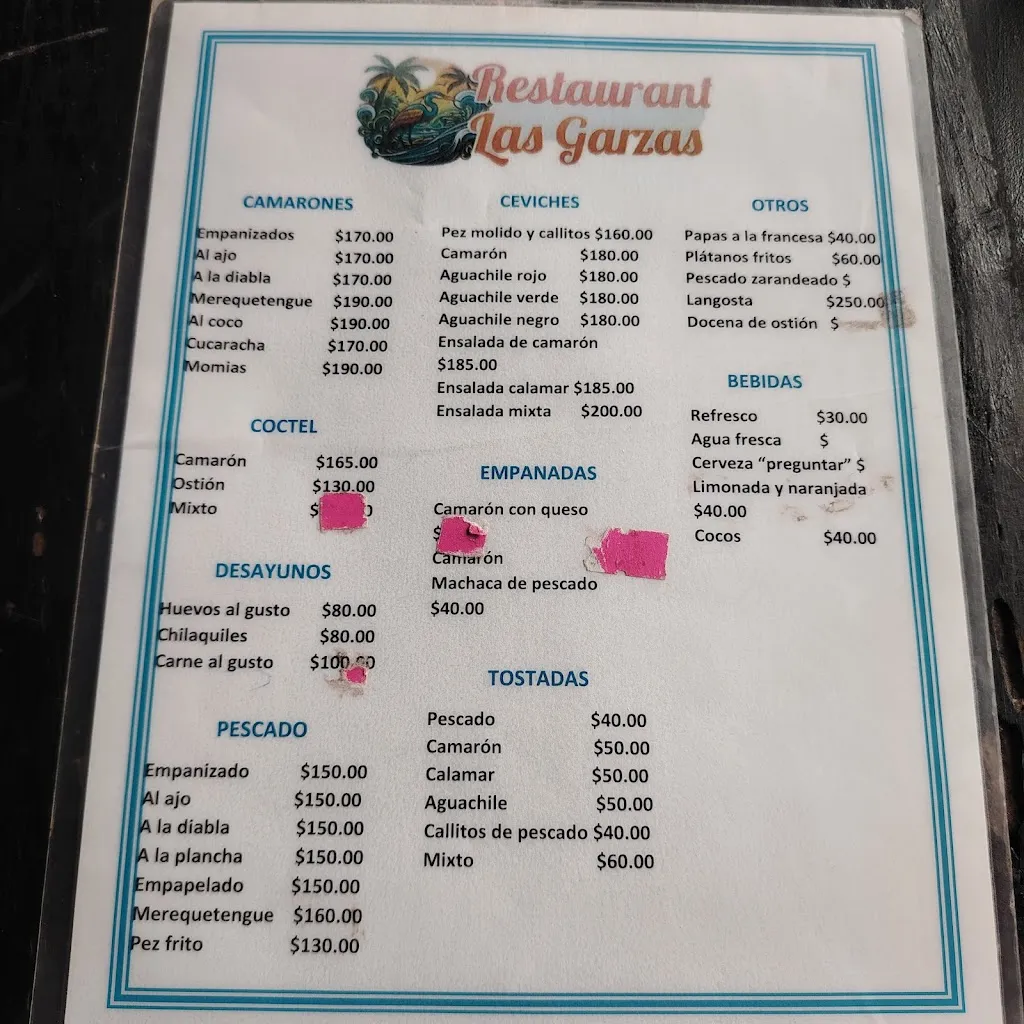 Restaurant
Las Garzas
CAMARONES
Empanizados $170.00
Al ajo $170.00
A la diabla $170.00
Merequetengue $190.00
Al coco $190.00
Cucaracha $170.00
Momias $190.00
COCTEL
Camarón $165.00
Ostión $130.00
Mixto $
DESAYUNOS
Huevos al gusto $80.00
Chilaquiles $80.00
Carne al gusto $100.00
PESCADO
Empanizado $150.00
Al ajo $150.00
A la diabla $150.00
A la plancha $150.00
Empapelado $150.00
Merequetengue $160.00
Pez frito $130.00
CEVICHES
Pez molido y callitos $160.00
Camarón $180.00
Aguachile rojo $180.00
Aguachile verde $180.00
Aguachile negro $180.00
Ensalada de camarón
$185.00
Ensalada calamar $185.00
Ensalada mixta $200.00
EMPANADAS
Camarón con queso
$
Camarón
Machaca de pescado
$40.00
TOSTADAS
Pescado $40.00
Camarón $50.00
Calamar $50.00
Aguachile $50.00
Callitos de pescado $40.00
Mixto $60.00
OTROS
Papas a la francesa $40.00
Plátanos fritos $60.00
Pescado zarandeado $
Langosta $250.00
Docena de ostión $
BEBIDAS
Refresco $30.00
Agua fresca $
Cerveza “preguntar” $
Limonada y naranjada
$40.00
Cocos $40.00